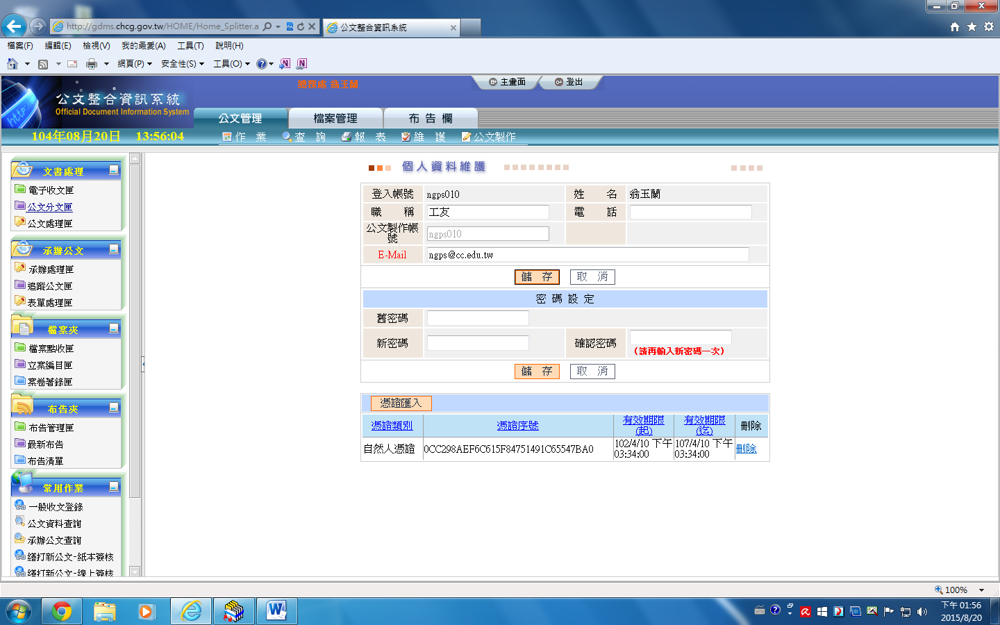 http://gdms.chcg.gov.tw/HOME/Home_Splitter.a
公文整合資訊系統
檔案(F) 編輯(E) 檢視(V) 我的最愛(A) 工具(T) 說明(H)
網頁(P) 安全性(S) 工具(O)
總務處 翁玉蘭
主畫面 登出
公文整合資訊系統
Official Document Information System
公文管理 檔案管理 布告欄
104年08月20日 13:56:04
作業 查詢 報表 維護 公文製作
文書處理
電子收文匣
公文分文匣
公文處理匣
承辦公文
承辦處理匣
追蹤公文匣
表單處理匣
檔案夾
檔案點收匣
立案編目匣
案卷著錄匣
布告夾
布告管理匣
最新布告
布告清單
常用作業
一般收文登錄
公文資料查詢
承辦公文查詢
繕打新公文-紙本簽核
繕打新公文-線上簽核
個人資料維護
登入帳號 ngps010 姓名 翁玉蘭
職稱 工友 電話
公文製作帳號 ngps010
E-Mail ngps@cc.edu.tw
儲存 取消
密碼設定
舊密碼
新密碼 確認密碼
（請再輸入新密碼一次）
儲存 取消
憑證匯入
憑證類別 憑證序號 有效期限(起) 有效期限(迄) 刪除
自然人憑證 0CC298AEF6C615F84751491C65547BA0 102/4/10 下午 03:34:00 107/4/10 下午 03:34:00 刪除
100%
下午 01:56
2015/8/20